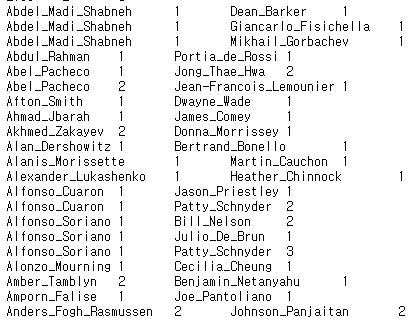 Abdel_Madi_Shabneh 1 Dean_Barker 1
Abdel_Madi_Shabneh 1 Giancarlo_Fisichella 1
Abdel_Madi_Shabneh 1 Mikhail_Gorbachev 1
Abdul_Rahman 1 Portia_de_Rossi 1
Abel_Pacheco 1 Jong_Thae_Hwa 2
Abel_Pacheco 2 Jean-Francois_Lemounier 1
Afton_Smith 1 Dwayne_Wade 1
Ahmad_Jbarah 1 James_Comey 1
Akhmed_Zakayev 2 Donna_Morrissey 1
Alan_Dershowitz 1 Bertrand_Bonello 1
Alanis_Morissette 1 Martin_Cauchon 1
Alexander_Lukashenko 1 Heather_Chinnock 1
Alfonso_Cuaron 1 Jason_Priestley 1
Alfonso_Cuaron 1 Patty_Schnyder 2
Alfonso_Soriano 1 Bill_Nelson 2
Alfonso_Soriano 1 Julio_De_Brun 1
Alfonso_Soriano 1 Patty_Schnyder 3
Alonzo_Mourning 1 Cecilia_Cheung 1
Amber_Tamblyn 2 Benjamin_Netanyahu 1
Amporn_Falise 1 Joe_Pantoliano 1
Anders_Fogh_Rasmussen 2 Johnson_Panjaitan 2